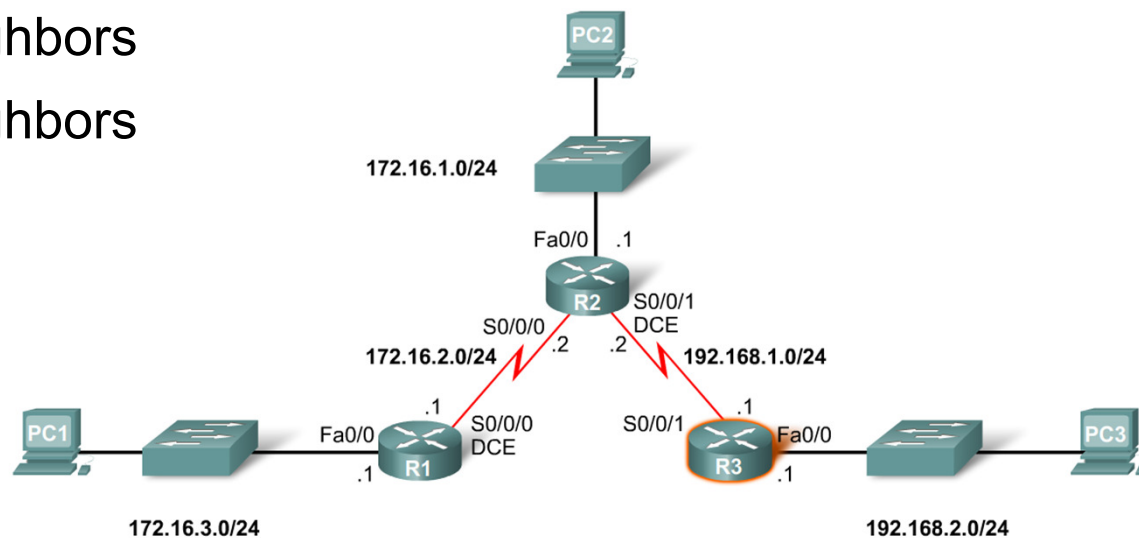 hbors
PC2
hbors
172.16.1.0/24
Fa0/0 .1
R2 S0/0/1
S0/0/0 DCE
.2 .2
172.16.2.0/24 192.168.1.0/24
.1 .1
PC1 Fa0/0 S0/0/0 S0/0/1 Fa0/0 PC3
DCE
.1 R1 R3 .1
172.16.3.0/24 192.168.2.0/24